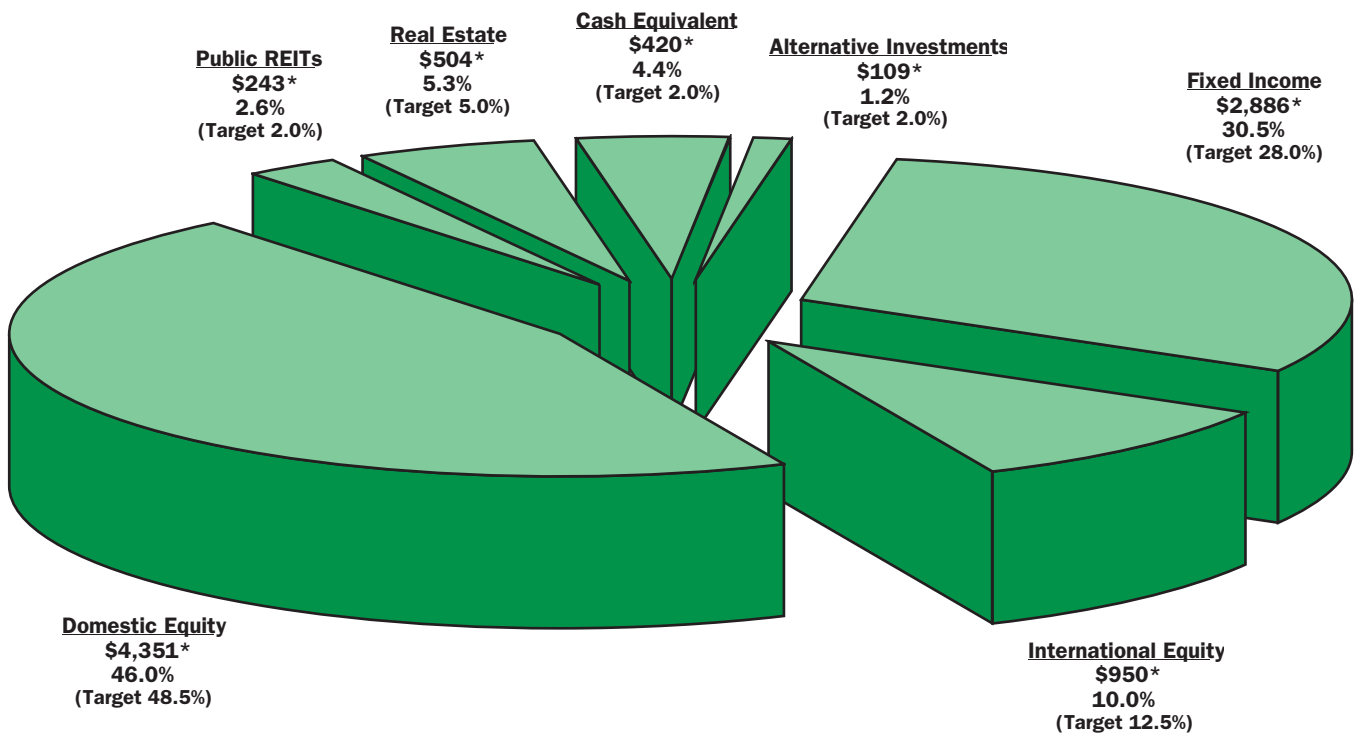 Public REITs
$243*
2.6%
(Target 2.0%)
Real Estate
$504*
5.3%
(Target 5.0%)
Cash Equivalent
$420*
4.4%
(Target 2.0%)
Alternative Investments
$109*
1.2%
(Target 2.0%)
Fixed Income
$2,886*
30.5%
(Target 28.0%)
Domestic Equity
$4,351*
46.0%
(Target 48.5%)
International Equity
$950*
10.0%
(Target 12.5%)